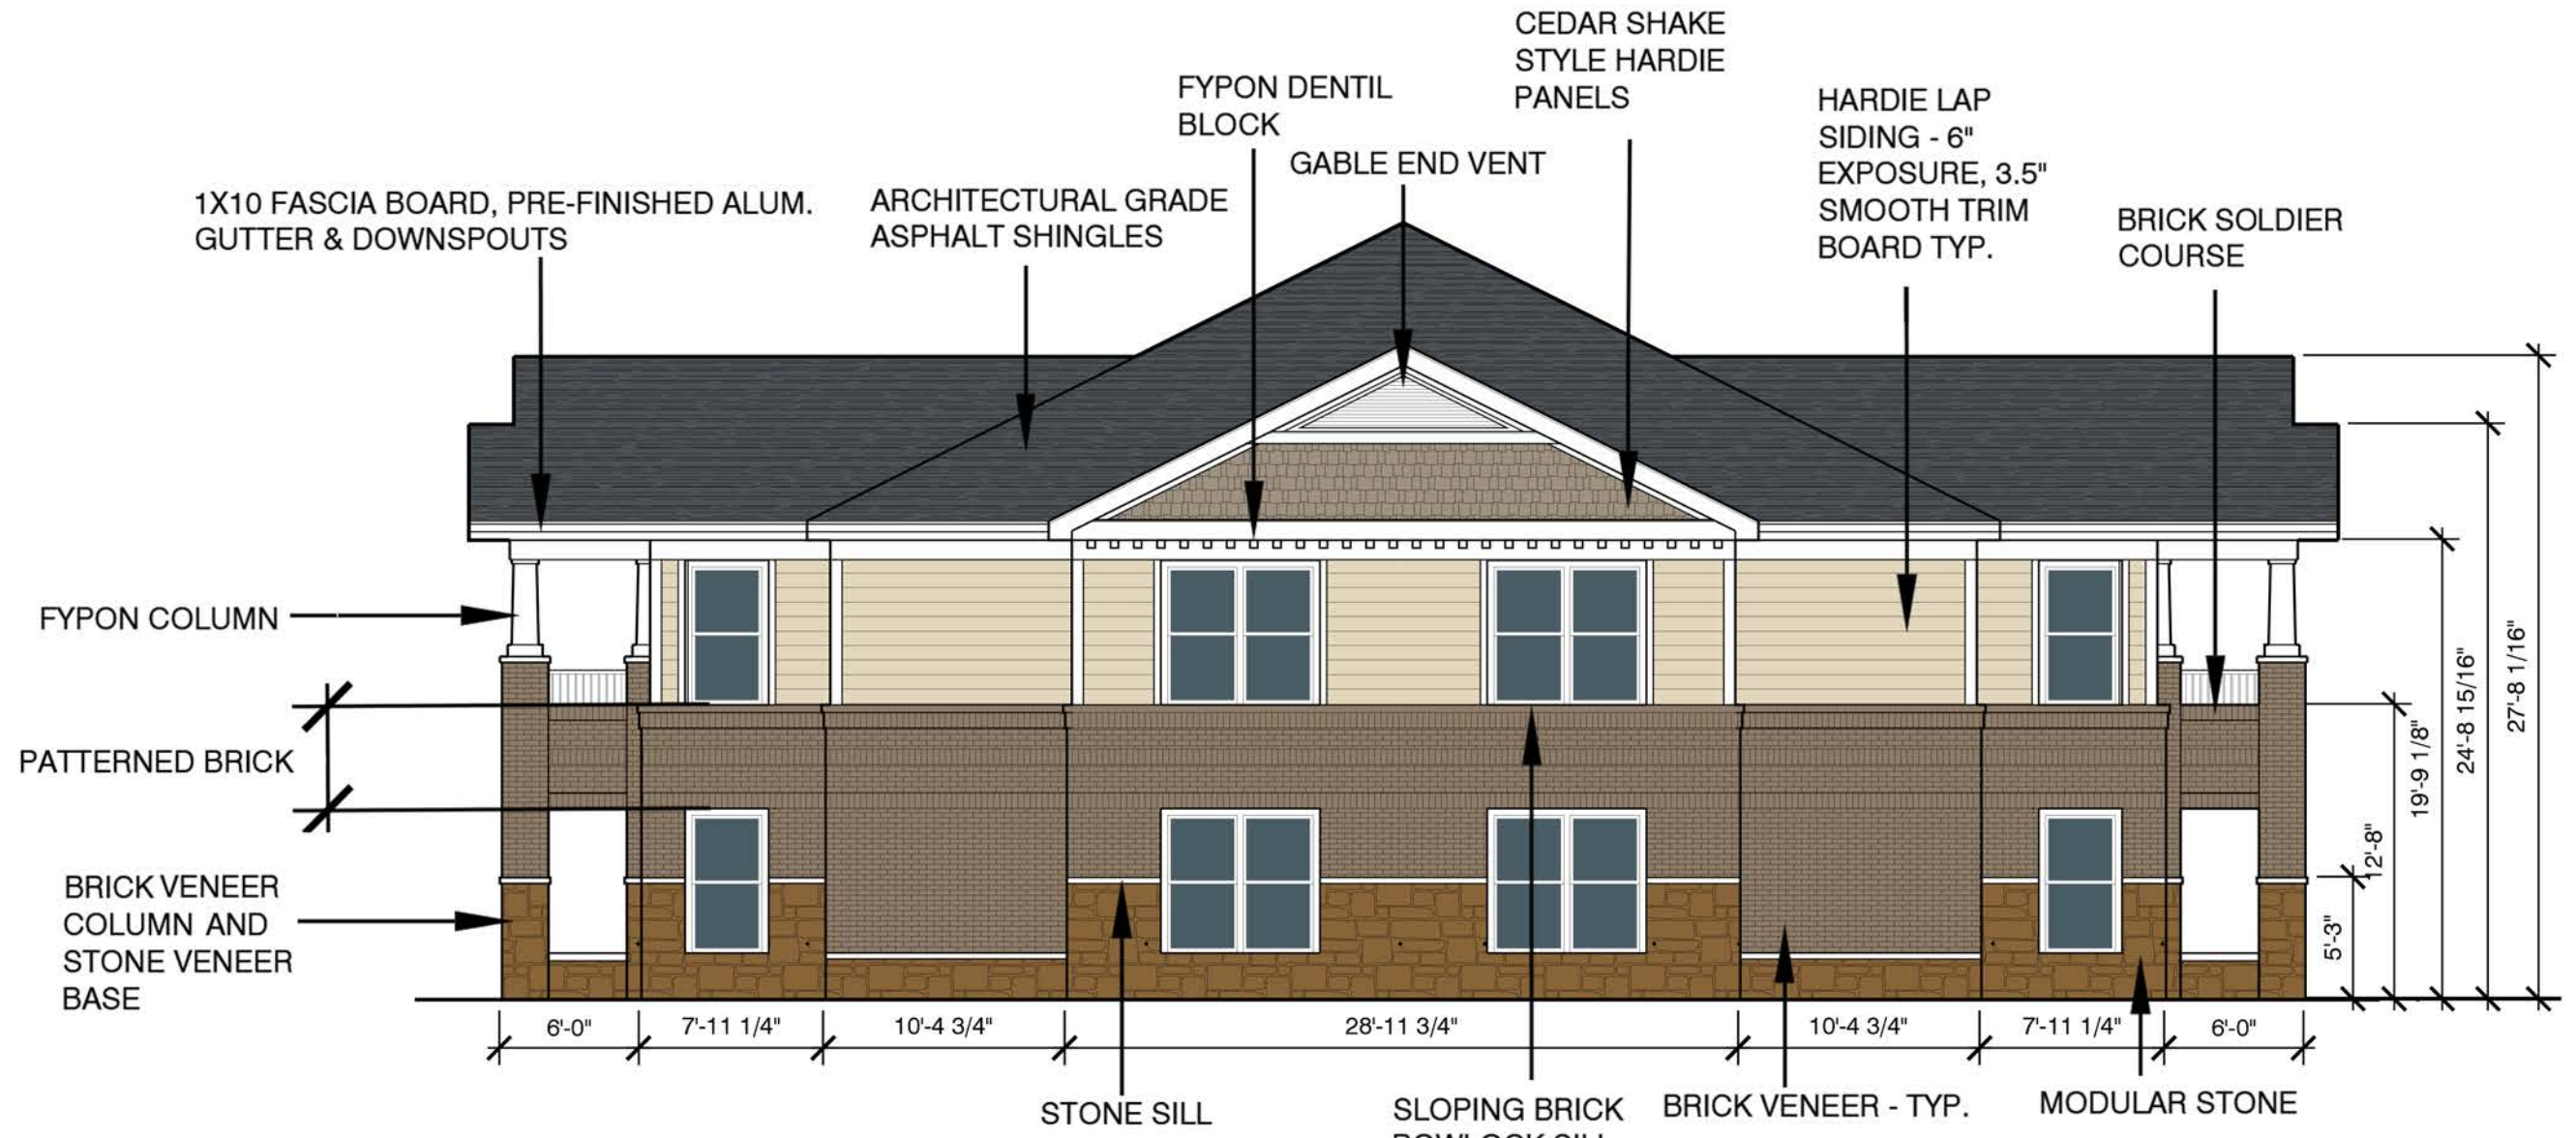 CEDAR SHAKE
STYLE HARDIE
PANELS
FYPON DENTIL
BLOCK
HARDIE LAP
SIDING - 6"
EXPOSURE, 3.5"
SMOOTH TRIM
BOARD TYP.
GABLE END VENT
1X10 FASCIA BOARD, PRE-FINISHED ALUM.
GUTTER & DOWNSPOUTS
ARCHITECTURAL GRADE
ASPHALT SHINGLES
BRICK SOLDIER
COURSE
FYPON COLUMN
PATTERNED BRICK
BRICK VENEER
COLUMN AND
STONE VENEER
BASE
5'-3"
12'-8"
19'-9 1/8"
24'-8 15/16"
27'-8 1/16"
6'-0"
7'-11 1/4"
10'-4 3/4"
28'-11 3/4"
10'-4 3/4"
7'-11 1/4"
6'-0"
STONE SILL
SLOPING BRICK
ROWLOCK SILL
BRICK VENEER - TYP.
MODULAR STONE